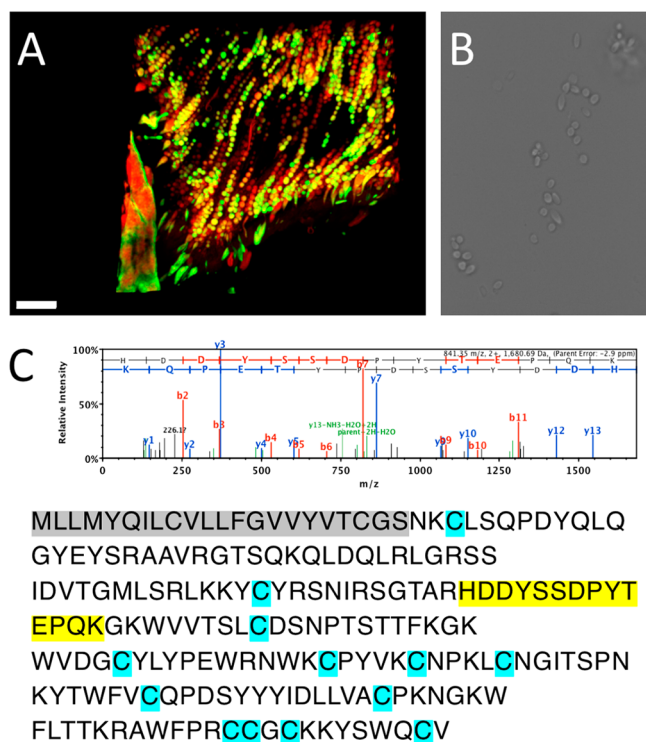 A
B
C
H D D Y S S D P Y T E P Q K
841.35 m/z, 2+, 1,680.69 Da, (Parent Error: -2.9 ppm)
K Q P E T Y P D S S Y D D H
y3
b7
y7
b2
b3
226.17
y13-NH3-H2O+2H
parent+2H-H2O
b11
y1
y2
y4
b4
y5
b5
b6
b9
y10
b10
y12
y13
100%
50%
0%
Relative Intensity
0 250 500 750 1000 1250 1500
m/z
MLLMYQILCVLLFGVVYVTCGSNKCLSQPDYQLQ
GYEYSRAAVRGTSQKQLDQLRLGRSS
IDVTGMLSRLKKYCYRSNIRSGTARHDDYSSDPYT
EPQKGKWVVTSLCDSNPTSTTFKGK
WVDGCYLYPEWRNWKCPYVKCNPKLCNGITSPN
KYTWFVCQPDSYYYIDLLVACPKNGKW
FLTTKRAWFPRCCGCKKYSWQCV